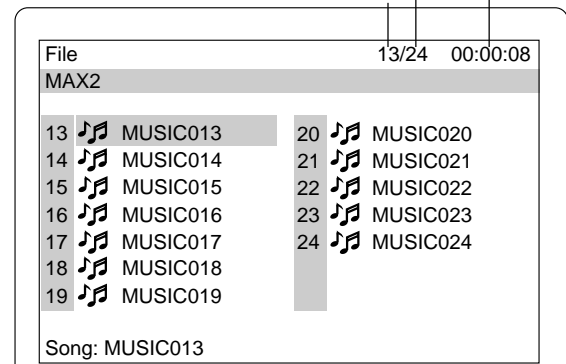 File 13/24 00:00:08
MAX2
13 MUSIC013
14 MUSIC014
15 MUSIC015
16 MUSIC016
17 MUSIC017
18 MUSIC018
19 MUSIC019
20 MUSIC020
21 MUSIC021
22 MUSIC022
23 MUSIC023
24 MUSIC024
Song: MUSIC013